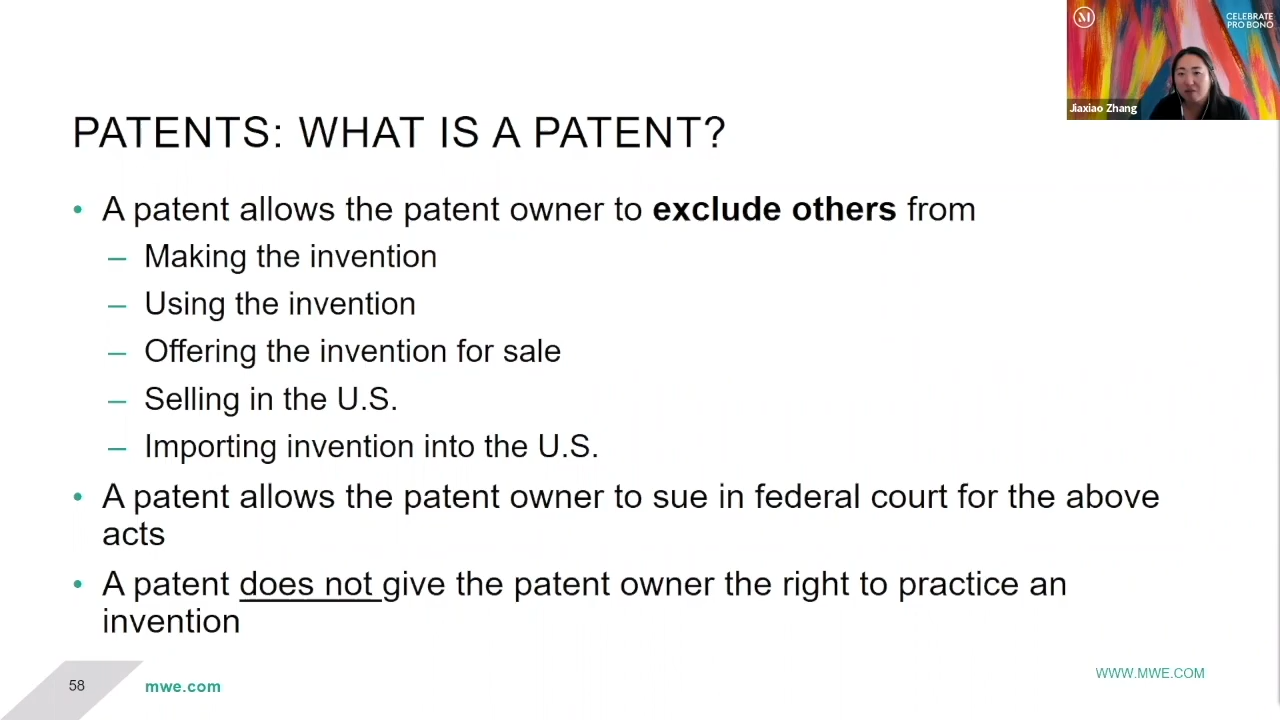 CELEBRATE
PRO BONO
M
Jiaxiao Zhang
PATENTS: WHAT IS A PATENT?
• A patent allows the patent owner to exclude others from
– Making the invention
– Using the invention
– Offering the invention for sale
– Selling in the U.S.
– Importing invention into the U.S.
• A patent allows the patent owner to sue in federal court for the above
acts
• A patent does not give the patent owner the right to practice an
invention
58
mwe.com
WWW.MWE.COM